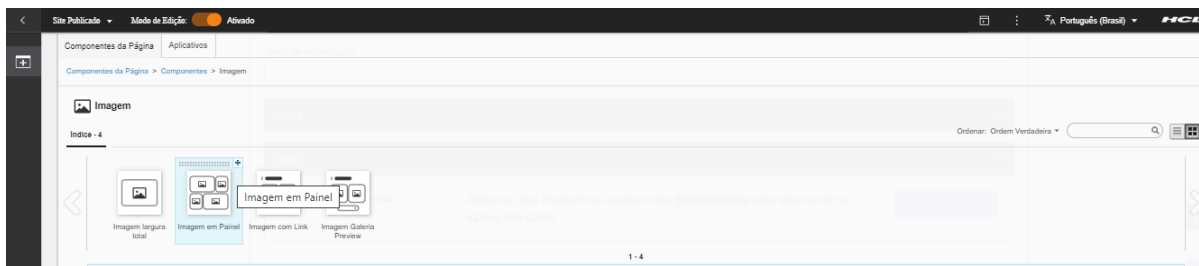 Site Publicado Modo de Edição: Ativado Português (Brasil) HCL
Componentes da Página Aplicativos
Componentes da Página > Componentes > Imagem
Imagem
Indice - 4
Ordenar: Ordem Verdadeira
Imagem em Painel
Imagem largura total
Imagem em Painel
Imagem com Link
Imagem Galeria Preview
1 - 4